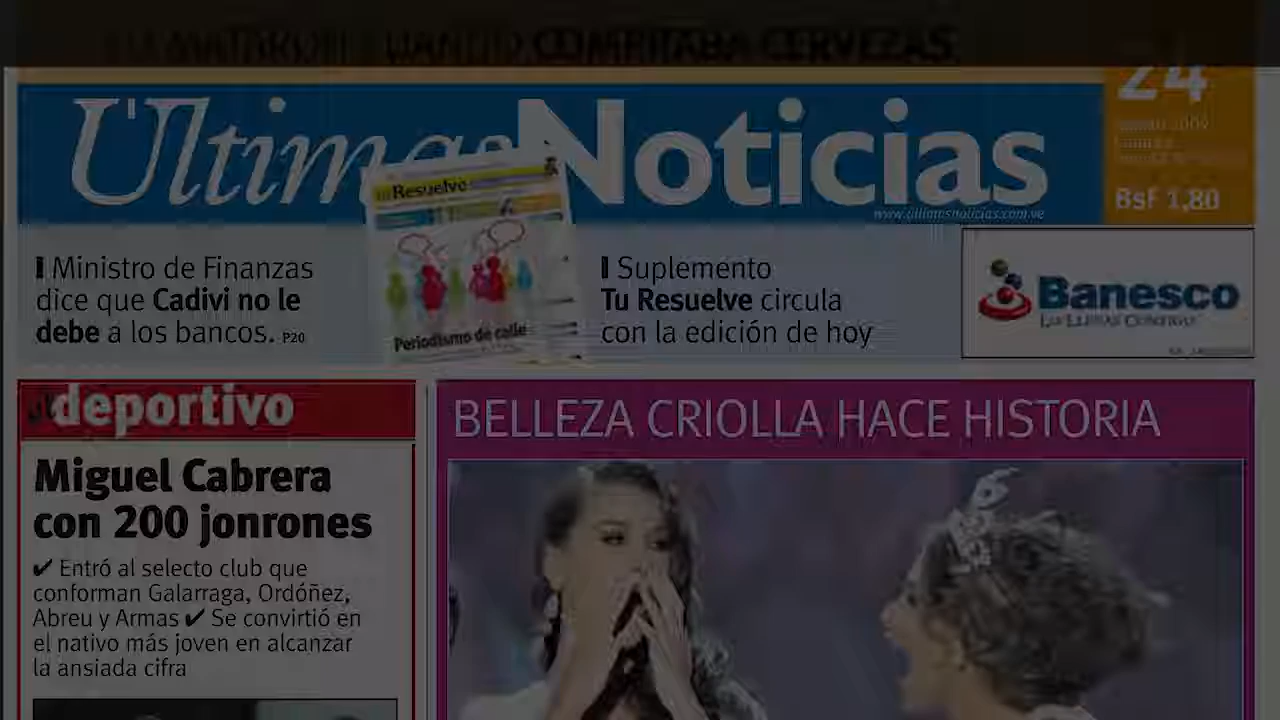 COMPRABA CERVEZAS
Últimas Noticias
24
www.ultimasnoticias.com.ve
BsF 1,80
Ministro de Finanzas
dice que Cadivi no le
debe a los bancos. P20
Resuelve
Periodismo de calle
Suplemento
Tu Resuelve circula
con la edición de hoy
Banesco
deportivo
Miguel Cabrera
con 200 jonrones
✔ Entró al selecto club que
conforman Galarraga, Ordóñez,
Abreu y Armas ✔ Se convirtió en
el nativo más joven en alcanzar
la ansiada cifra
BELLEZA CRIOLLA HACE HISTORIA